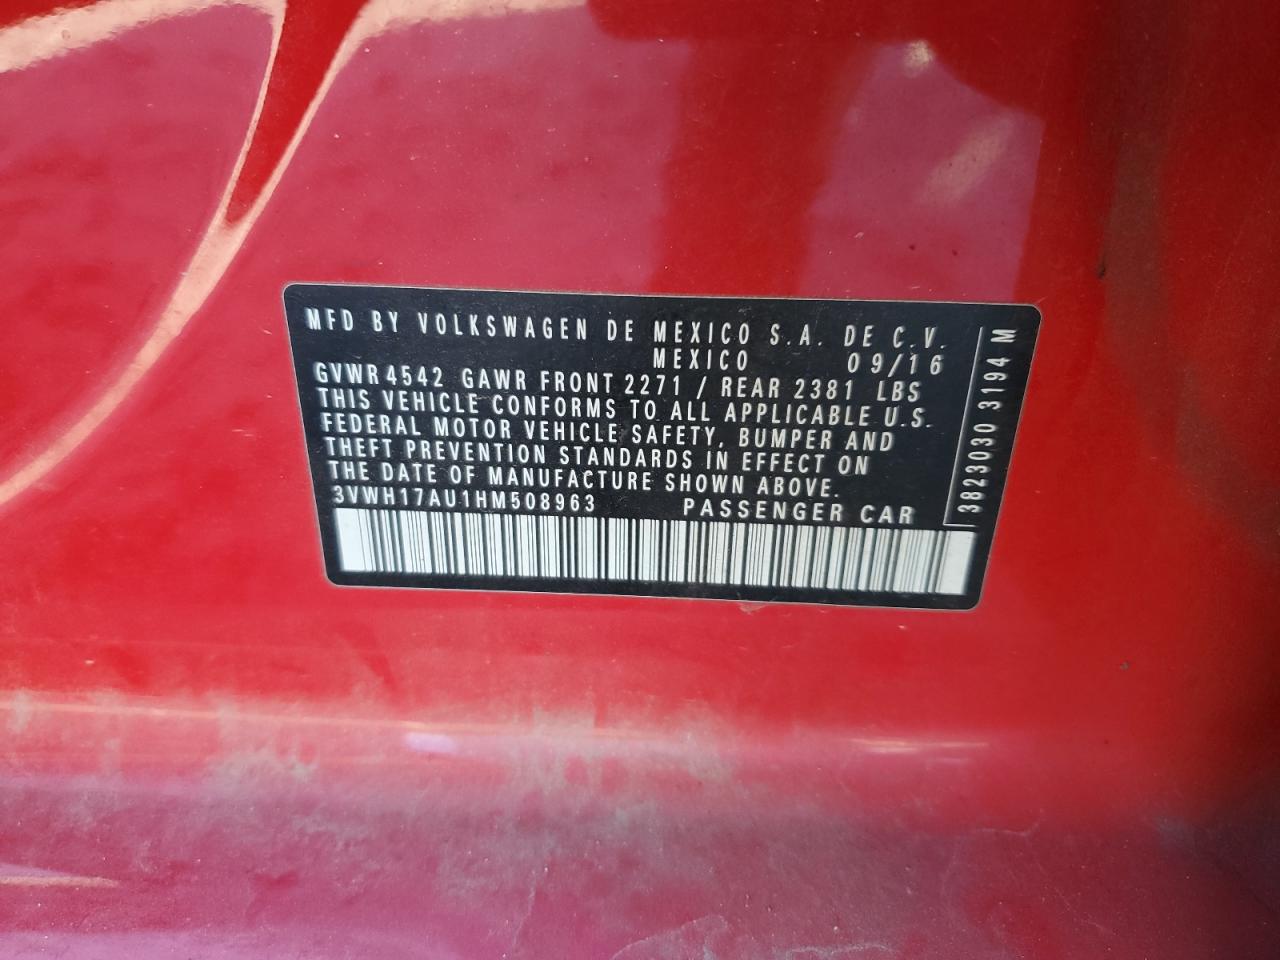 MFD BY VOLKSWAGEN DE MEXICO S.A. DE C.V.
MEXICO 09/16
GVWR 4542 GAWR FRONT 2271 / REAR 2381 LBS
THIS VEHICLE CONFORMS TO ALL APPLICABLE U.S.
FEDERAL MOTOR VEHICLE SAFETY, BUMPER AND
THEFT PREVENTION STANDARDS IN EFFECT ON
THE DATE OF MANUFACTURE SHOWN ABOVE.
3VWH17AU1HM508963 PASSENGER CAR
3823030 3194 M